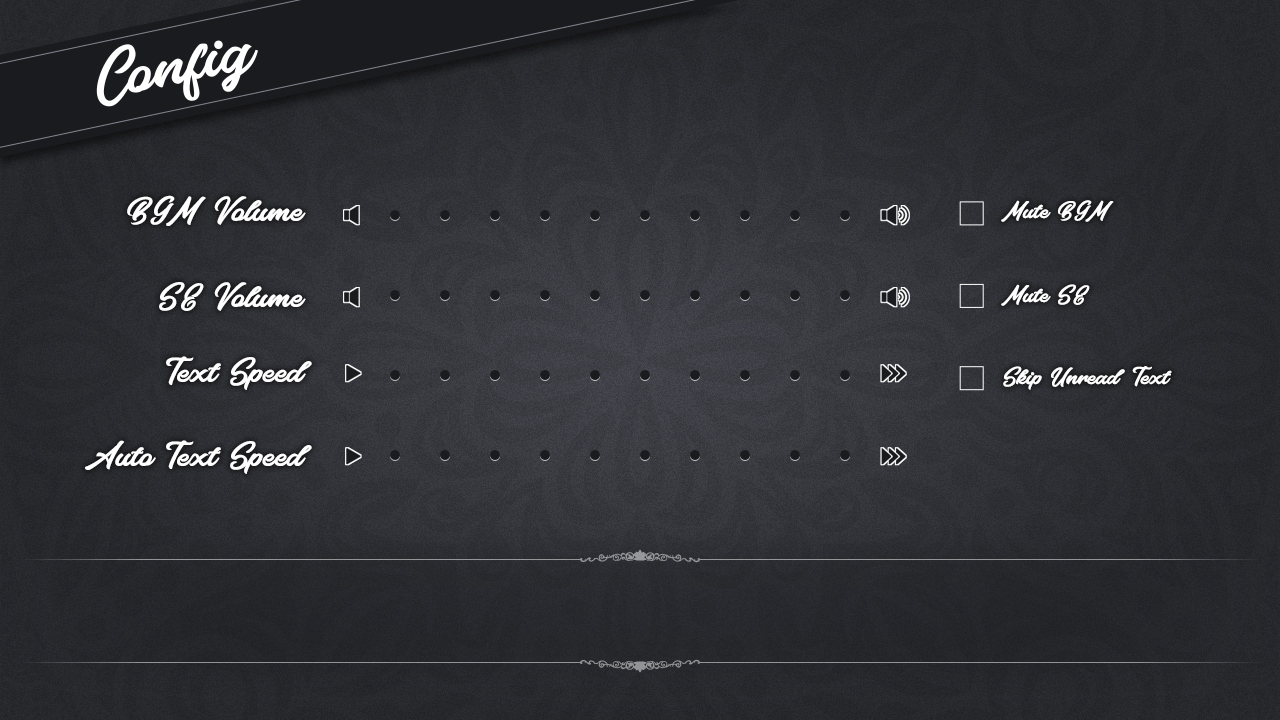 Config
BGM Volume
Mute BGM
SE Volume
Mute SE
Text Speed
Skip Unread Text
Auto Text Speed